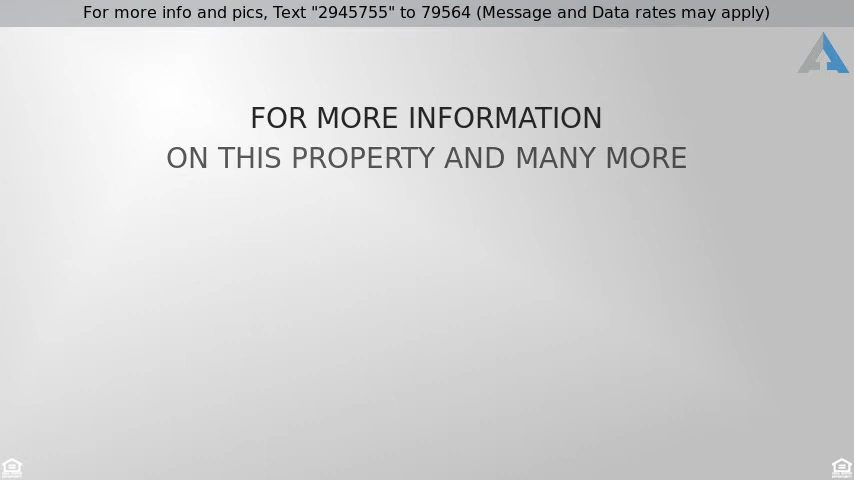 For more info and pics, Text "2945755" to 79564 (Message and Data rates may apply)
FOR MORE INFORMATION
ON THIS PROPERTY AND MANY MORE